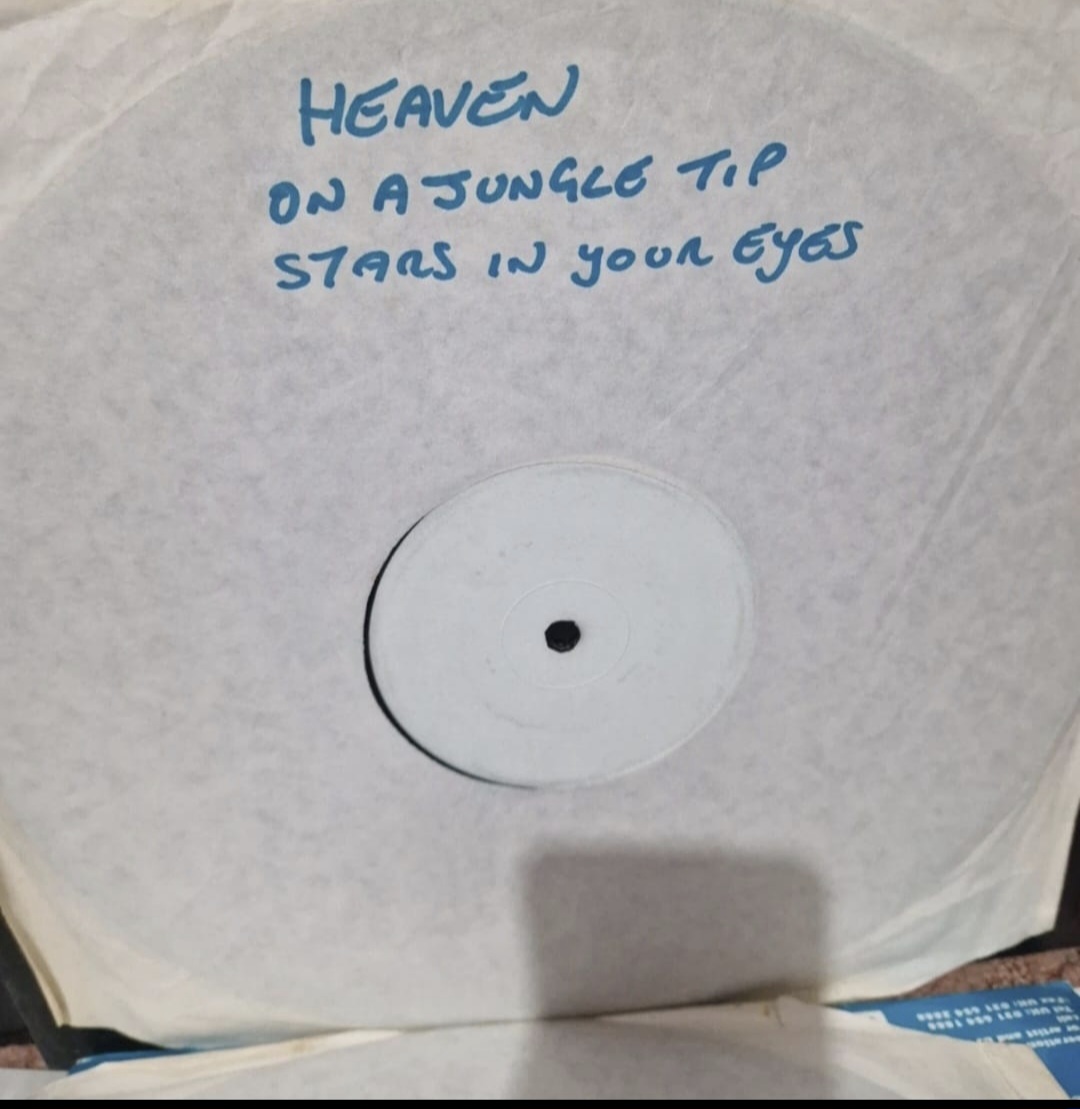 HEAVEN
ON A JUNGLE TIP
STARS IN YOUR EYES